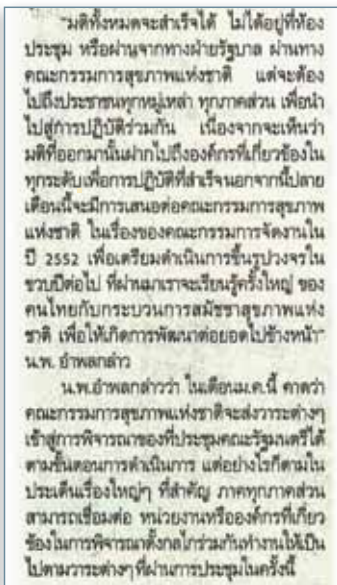 "มติทั้งหมดจะสำเร็จได้ ไม่ได้อยู่ที่ห้อง
ประชุม หรือผ่านจากทางฝ่ายรัฐบาล ผ่านทาง
คณะกรรมการสุขภาพแห่งชาติ แต่จะต้อง
ไปถึงประชาชนทุกหมู่เหล่า ทุกภาคส่วน เพื่อนำ
ไปสู่การปฏิบัติร่วมกัน เนื่องจากจะเห็นว่า
มติที่ออกมานั้นฝากไปถึงองค์กรที่เกี่ยวข้องใน
ทุกระดับเพื่อการปฏิบัติที่สำเร็จนอกจากนี้ปลาย
เดือนนี้จะมีการเสนอต่อคณะกรรมการสุขภาพ
แห่งชาติ ในเรื่องของคณะกรรมการจัดงานใน
ปี 2552 เพื่อเตรียมดำเนินการขึ้นรูปวงจรใน
ขวบปีต่อไป ที่ผ่านมาเราจะเรียนรู้ครั้งใหญ่ ของ
คนไทยกับกระบวนการสมัชชาสุขภาพแห่ง
ชาติ เพื่อให้เกิดการพัฒนาต่อยอดไปข้างหน้า"
น.พ. อำพลกล่าว
น.พ.อำพลกล่าวว่า ในเดือนม.ค.นี้ คาดว่า
คณะกรรมการสุขภาพแห่งชาติจะส่งวาระต่างๆ
เข้าสู่การพิจารณาของที่ประชุมคณะรัฐมนตรีได้
ตามขั้นตอนการดำเนินการ แต่อย่างไรก็ตามใน
ประเด็นเรื่องใหญ่ๆ ที่สำคัญ ภาคทุกภาคส่วน
สามารถเชื่อมต่อ หน่วยงานหรือองค์กรที่เกี่ยว
ข้องในการพิจารณาตั้งกลไกร่วมกันทำงานให้เป็น
ไปตามวาระต่างๆ ที่ผ่านการประชุมในครั้งนี้